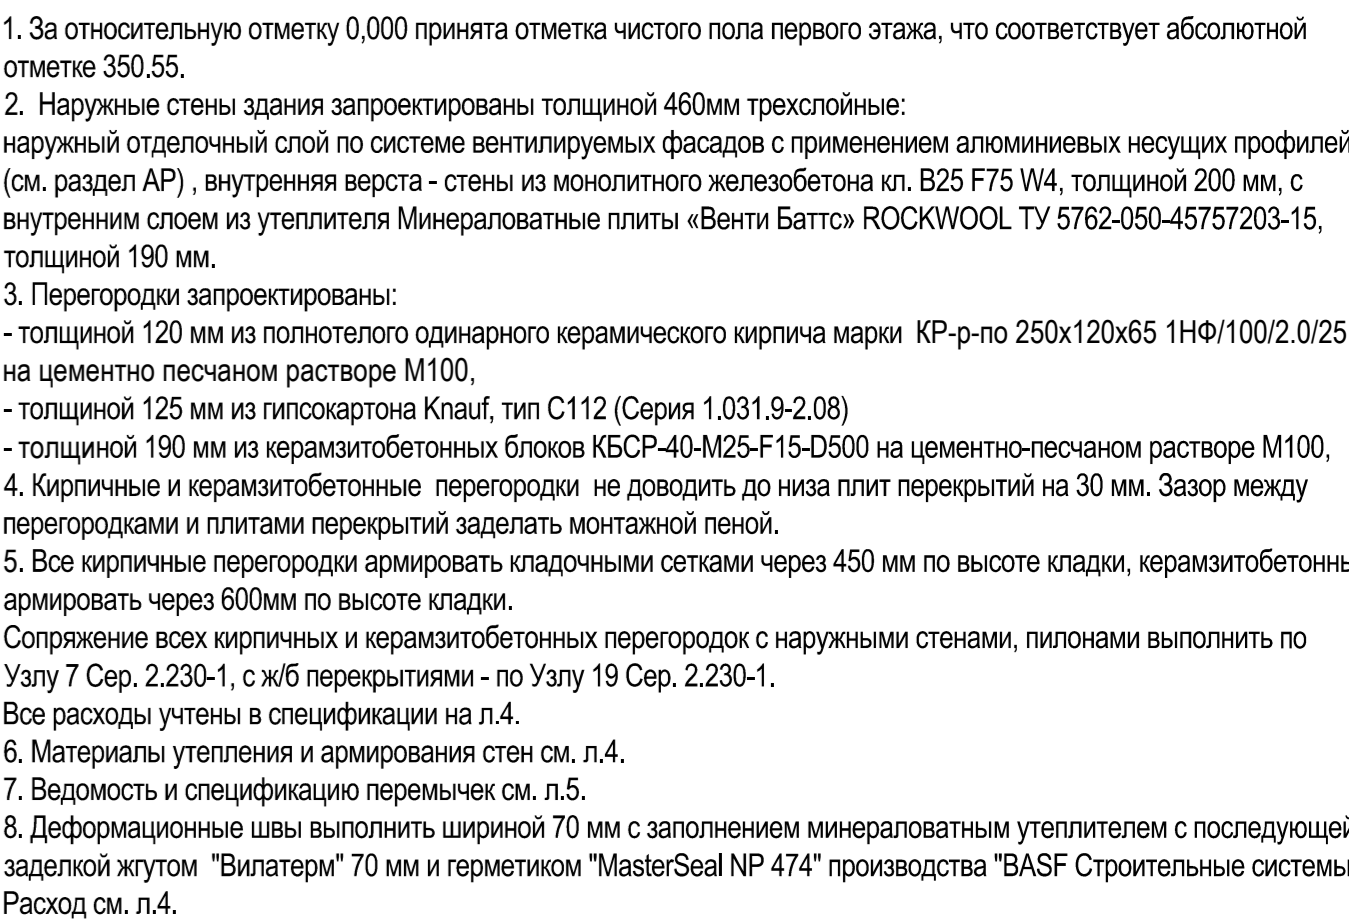 1. За относительную отметку 0,000 принята отметка чистого пола первого этажа, что соответствует абсолютной
отметке 350.55.
2. Наружные стены здания запроектированы толщиной 460мм трехслойные:
наружный отделочный слой по системе вентилируемых фасадов с применением алюминиевых несущих профилей
(см. раздел АР) , внутренняя верста - стены из монолитного железобетона кл. В25 F75 W4, толщиной 200 мм, с
внутренним слоем из утеплителя Минераловатные плиты «Венти Баттс» ROCKWOOL ТУ 5762-050-45757203-15,
толщиной 190 мм.
3. Перегородки запроектированы:
- толщиной 120 мм из полнотелого одинарного керамического кирпича марки КР-р-по 250х120х65 1НФ/100/2.0/25
на цементно песчаном растворе М100,
- толщиной 125 мм из гипсокартона Knauf, тип С112 (Серия 1.031.9-2.08)
- толщиной 190 мм из керамзитобетонных блоков КБСР-40-М25-F15-D500 на цементно-песчаном растворе М100,
4. Кирпичные и керамзитобетонные перегородки не доводить до низа плит перекрытий на 30 мм. Зазор между
перегородками и плитами перекрытий заделать монтажной пеной.
5. Все кирпичные перегородки армировать кладочными сетками через 450 мм по высоте кладки, керамзитобетонны
армировать через 600мм по высоте кладки.
Сопряжение всех кирпичных и керамзитобетонных перегородок с наружными стенами, пилонами выполнить по
Узлу 7 Сер. 2.230-1, с ж/б перекрытиями - по Узлу 19 Сер. 2.230-1.
Все расходы учтены в спецификации на л.4.
6. Материалы утепления и армирования стен см. л.4.
7. Ведомость и спецификацию перемычек см. л.5.
8. Деформационные швы выполнить шириной 70 мм с заполнением минераловатным утеплителем с последующей
заделкой жгутом "Вилатерм" 70 мм и герметиком "MasterSeal NP 474" производства "BASF Строительные системы
Расход см. л.4.